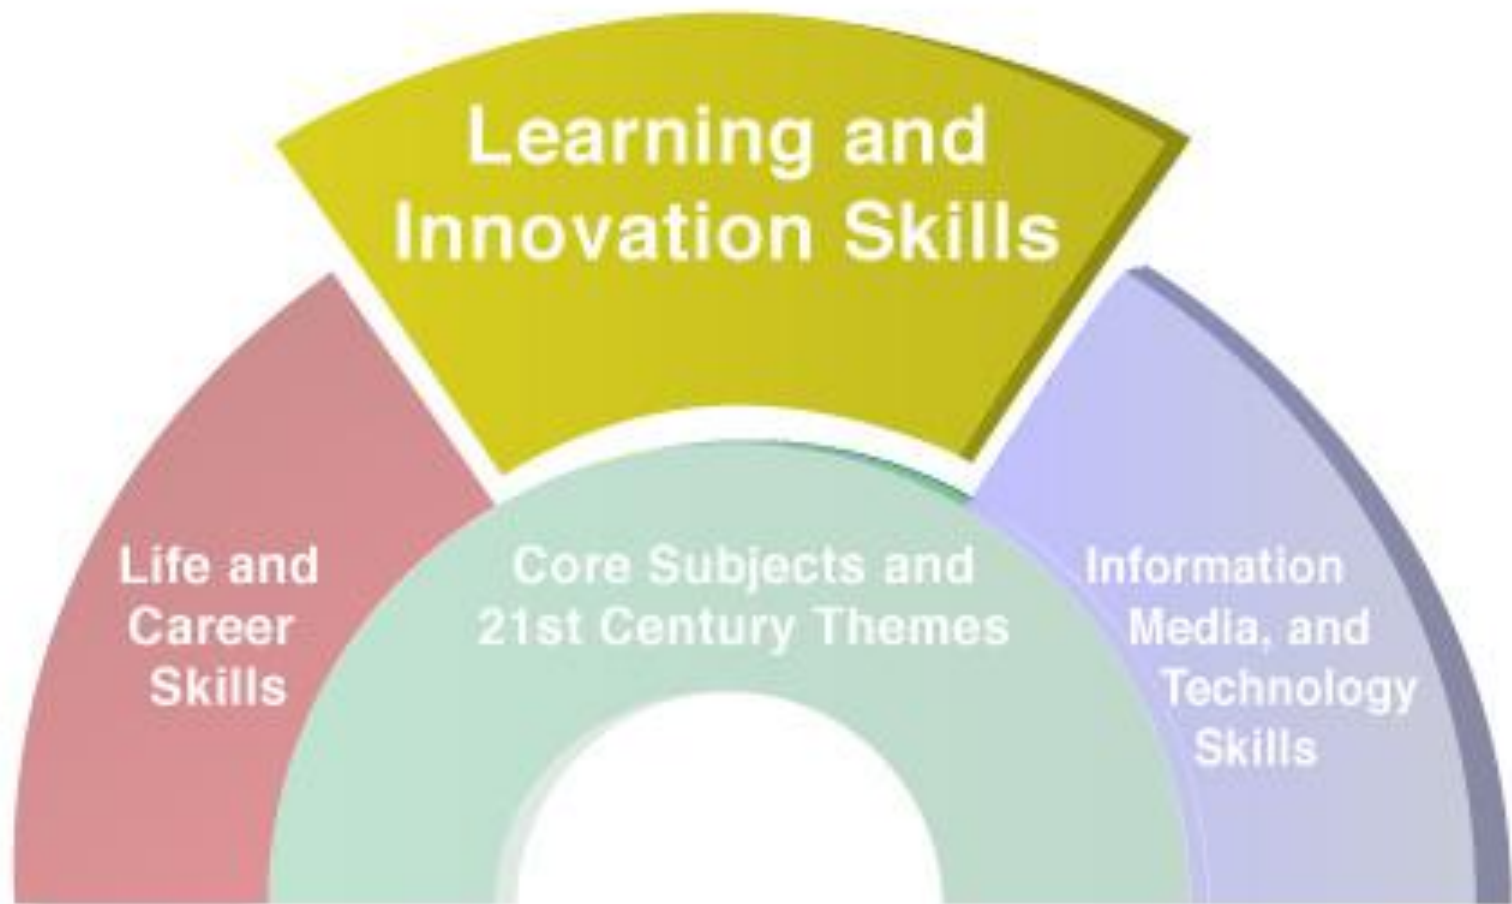 Learning and
Innovation Skills
Life and
Career
Skills
Core Subjects and
21st Century Themes
Information
Media, and
Technology
Skills